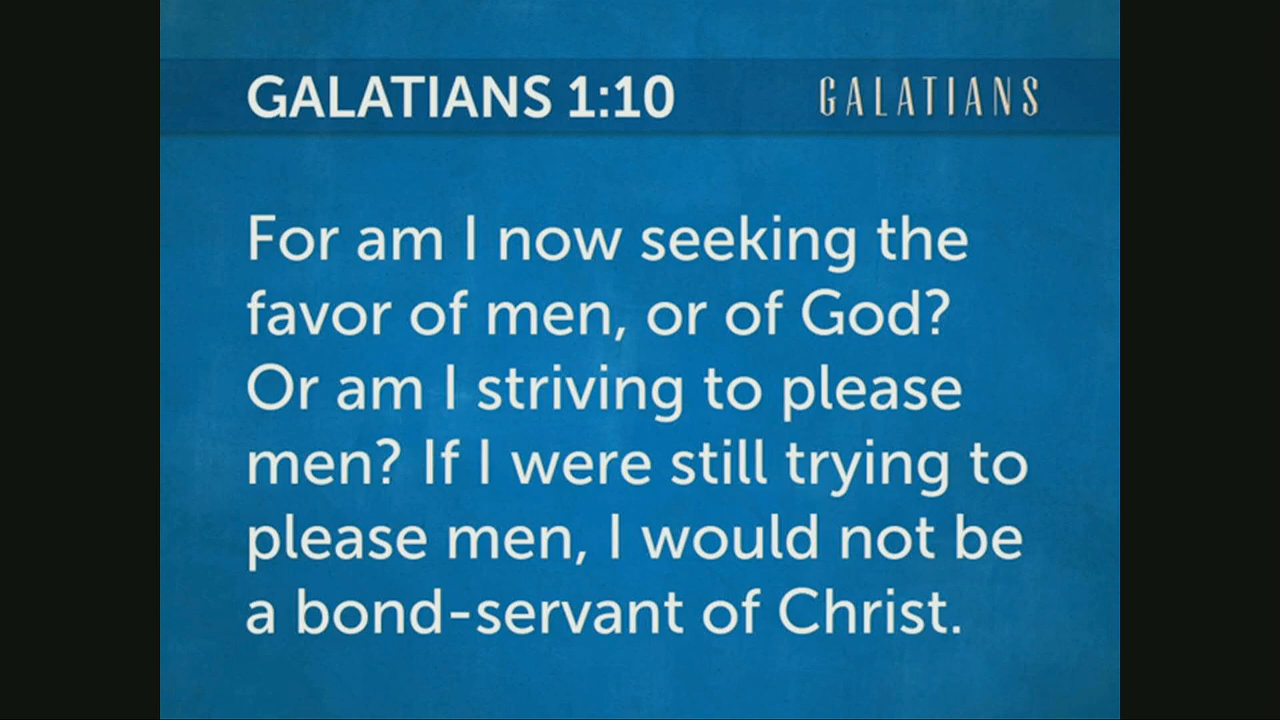 GALATIANS 1:10
GALATIANS
For am I now seeking the
favor of men, or of God?
Or am I striving to please
men? If I were still trying to
please men, I would not be
a bond-servant of Christ.